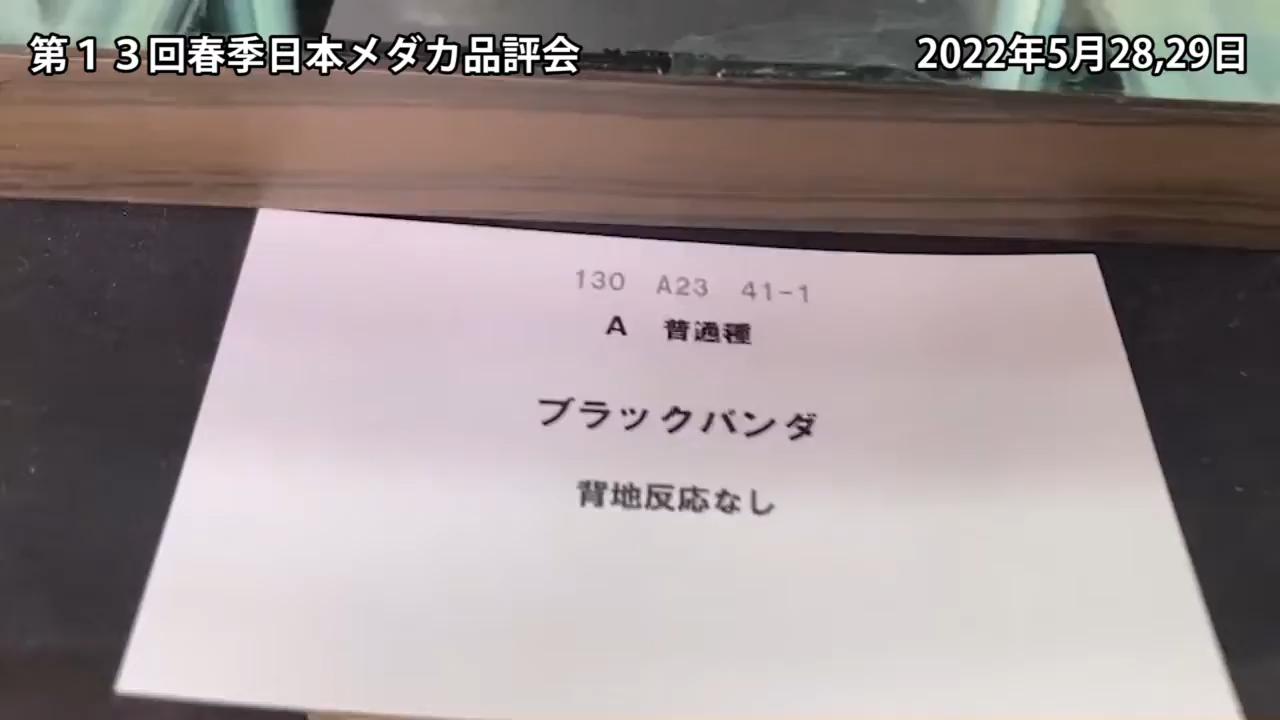 第１３回春季日本メダカ品評会
2022年5月28,29日
130 A23 41-1
A 普通種
ブラックバンダ
背地反応なし